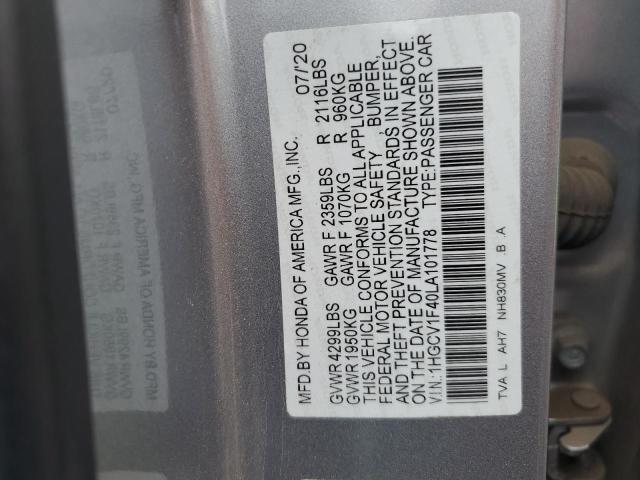 MFD.BY HONDA OF AMERICA MFG.,INC. 07/'20
GVWR 4299LBS GAWR F 2359LBS R 2116LBS
GVWR 1950KG GAWR F 1070KG R 960KG
THIS VEHICLE CONFORMS TO ALL APPLICABLE
FEDERAL MOTOR VEHICLE SAFETY , BUMPER,
AND THEFT PREVENTION STANDARDS IN EFFECT
ON THE DATE OF MANUFACTURE SHOWN ABOVE.
V.I.N.:1HGCV1F40LA101778 TYPE:PASSENGER CAR
TVA L AH7 NH830MV .B .A